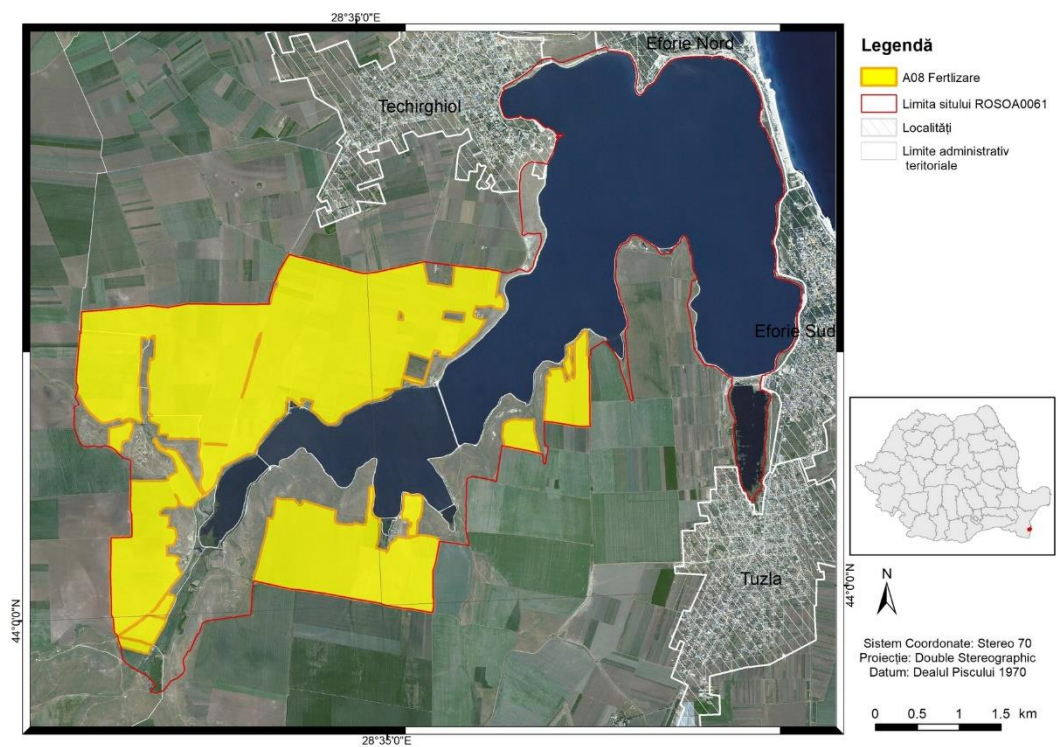 28°35'0"E
Eforie Nord
Techirghiol
Eforie Sud
Tuzla
44°0'0"N
44°0'0"N
28°35'0"E
Legendă
A08 Fertlizare
Limita sitului ROSOA0061
Localități
Limite administrativ
teritoriale
N
Sistem Coordonate: Stereo 70
Proiecție: Double Stereographic
Datum: Dealul Piscului 1970
0 0.5 1 1.5 km